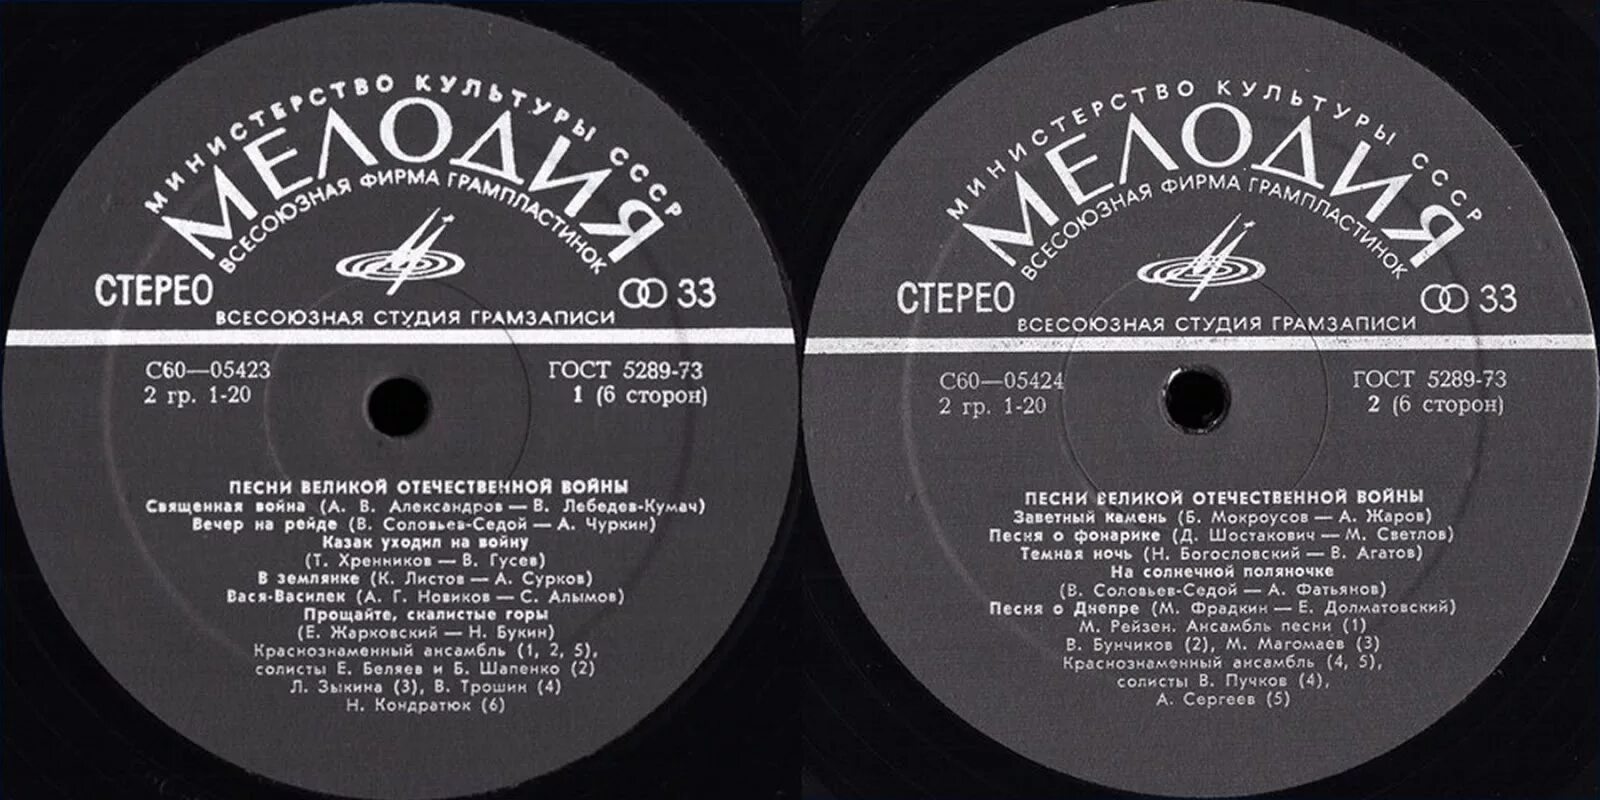 МИНИСТЕРСТВО КУЛЬТУРЫ СССР
МЕЛОДИЯ
ВСЕСОЮЗНАЯ ФИРМА ГРАМПЛАСТИНОК
СТЕРЕО
33
ВСЕСОЮЗНАЯ СТУДИЯ ГРАМЗАПИСИ
С60—05423
ГОСТ 5289-73
2 гр. 1-20
1 (6 сторон)
ПЕСНИ ВЕЛИКОЙ ОТЕЧЕСТВЕННОЙ ВОЙНЫ
Священная война (А. В. Александров — В. Лебедев-Кумач)
Вечер на рейде (В. Соловьев-Седой — А. Чуркин)
Казак уходил на войну
(Т. Хренников — В. Гусев)
В землянке (К. Листов — А. Сурков)
Вася-Василек (А. Г. Новиков — С. Алымов)
Прощайте, скалистые горы
(Е. Жарковский — Н. Букин)
Краснознаменный ансамбль (1, 2, 5),
солисты Е. Беляев и Б. Шапенко (2)
Л. Зыкина (3), В. Трошин (4)
Н. Кондратюк (6)
МИНИСТЕРСТВО КУЛЬТУРЫ СССР
МЕЛОДИЯ
ВСЕСОЮЗНАЯ ФИРМА ГРАМПЛАСТИНОК
СТЕРЕО
33
ВСЕСОЮЗНАЯ СТУДИЯ ГРАМЗАПИСИ
С60—05424
ГОСТ 5289-73
2 гр. 1-20
2 (6 сторон)
ПЕСНИ ВЕЛИКОЙ ОТЕЧЕСТВЕННОЙ ВОЙНЫ
Заветный камень (Б. Мокроусов — А. Жаров)
Песня о фонарике (Д. Шостакович — М. Светлов)
Темная ночь (Н. Богословский — В. Агатов)
На солнечной поляночке
(В. Соловьев-Седой — А. Фатьянов)
Песня о Днепре (М. Фрадкин — Е. Долматовский)
М. Рейзен. Ансамбль песни (1)
В. Бунчиков (2), М. Магомаев (3)
Краснознаменный ансамбль (4, 5),
солисты В. Пучков (4),
А. Сергеев (5)